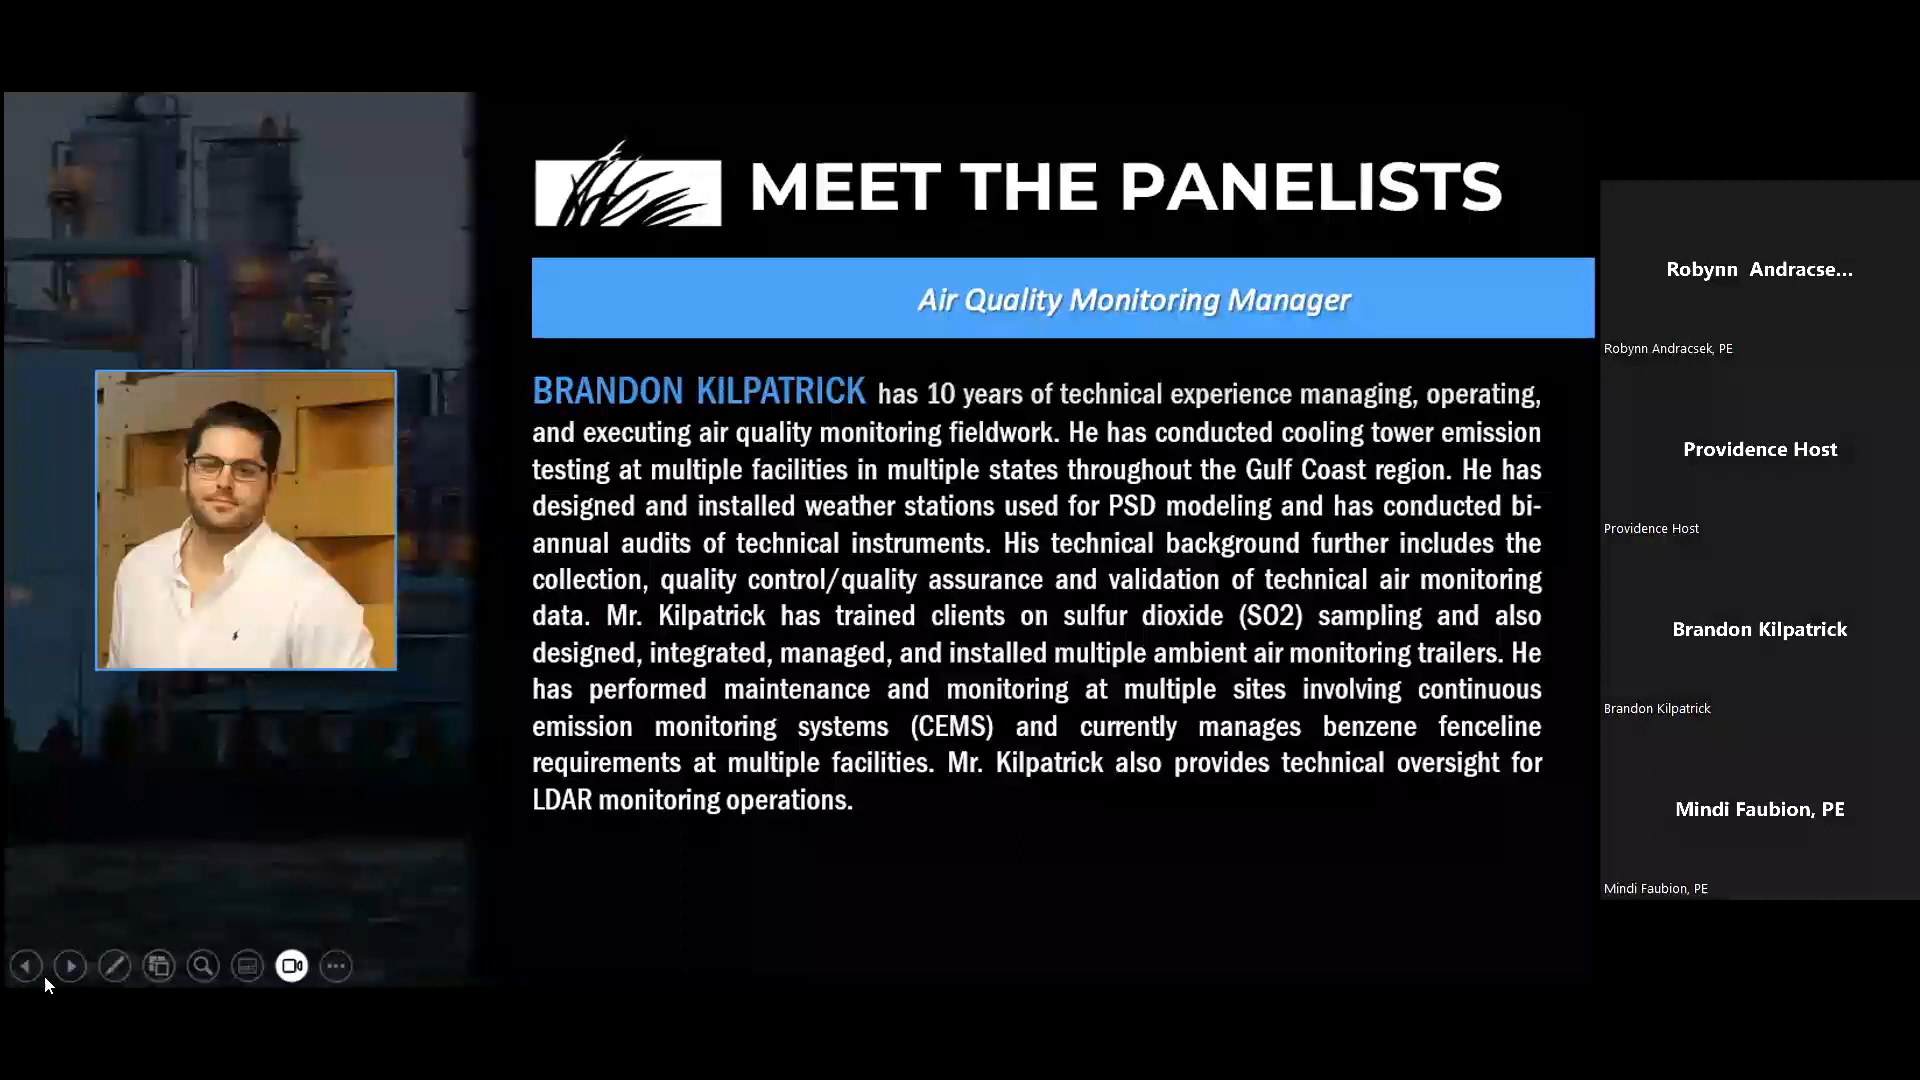 MEET THE PANELISTS
Air Quality Monitoring Manager
BRANDON KILPATRICK has 10 years of technical experience managing, operating,
and executing air quality monitoring fieldwork. He has conducted cooling tower emission
testing at multiple facilities in multiple states throughout the Gulf Coast region. He has
designed and installed weather stations used for PSD modeling and has conducted bi-
annual audits of technical instruments. His technical background further includes the
collection, quality control/quality assurance and validation of technical air monitoring
data. Mr. Kilpatrick has trained clients on sulfur dioxide (SO2) sampling and also
designed, integrated, managed, and installed multiple ambient air monitoring trailers. He
has performed maintenance and monitoring at multiple sites involving continuous
emission monitoring systems (CEMS) and currently manages benzene fenceline
requirements at multiple facilities. Mr. Kilpatrick also provides technical oversight for
LDAR monitoring operations.
Robynn Andracse...
Robynn Andracsek, PE
Providence Host
Providence Host
Brandon Kilpatrick
Brandon Kilpatrick
Mindi Faubion, PE
Mindi Faubion, PE